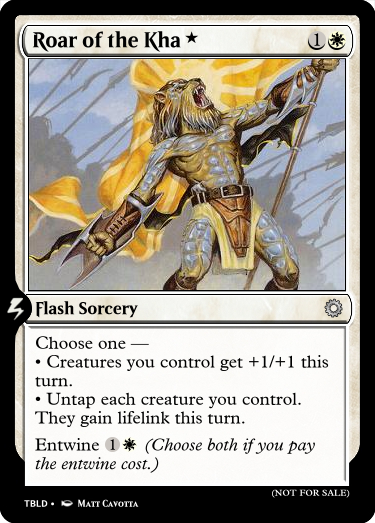 Roar of the Kha ★ 1
Flash Sorcery
Choose one —
• Creatures you control get +1/+1 this
turn.
• Untap each creature you control.
They gain lifelink this turn.
Entwine 1 (Choose both if you pay
the entwine cost.)
(NOT FOR SALE)
TBLD • Matt Cavotta